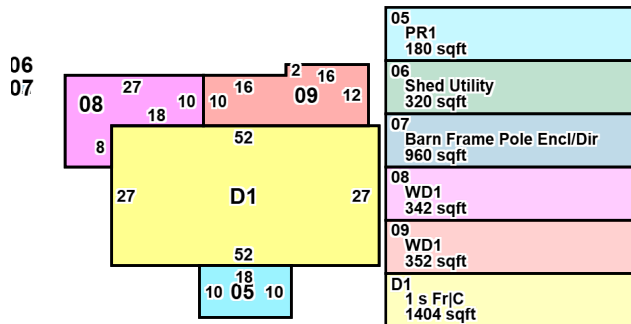 06
07
27
08
10
18
8
16
2
16
10
09
12
52
27
D1
27
52
18
10
05
10
05
PR1
180 sqft
06
Shed Utility
320 sqft
07
Barn Frame Pole Encl/Dir
960 sqft
08
WD1
342 sqft
09
WD1
352 sqft
D1
1 s Fr|C
1404 sqft